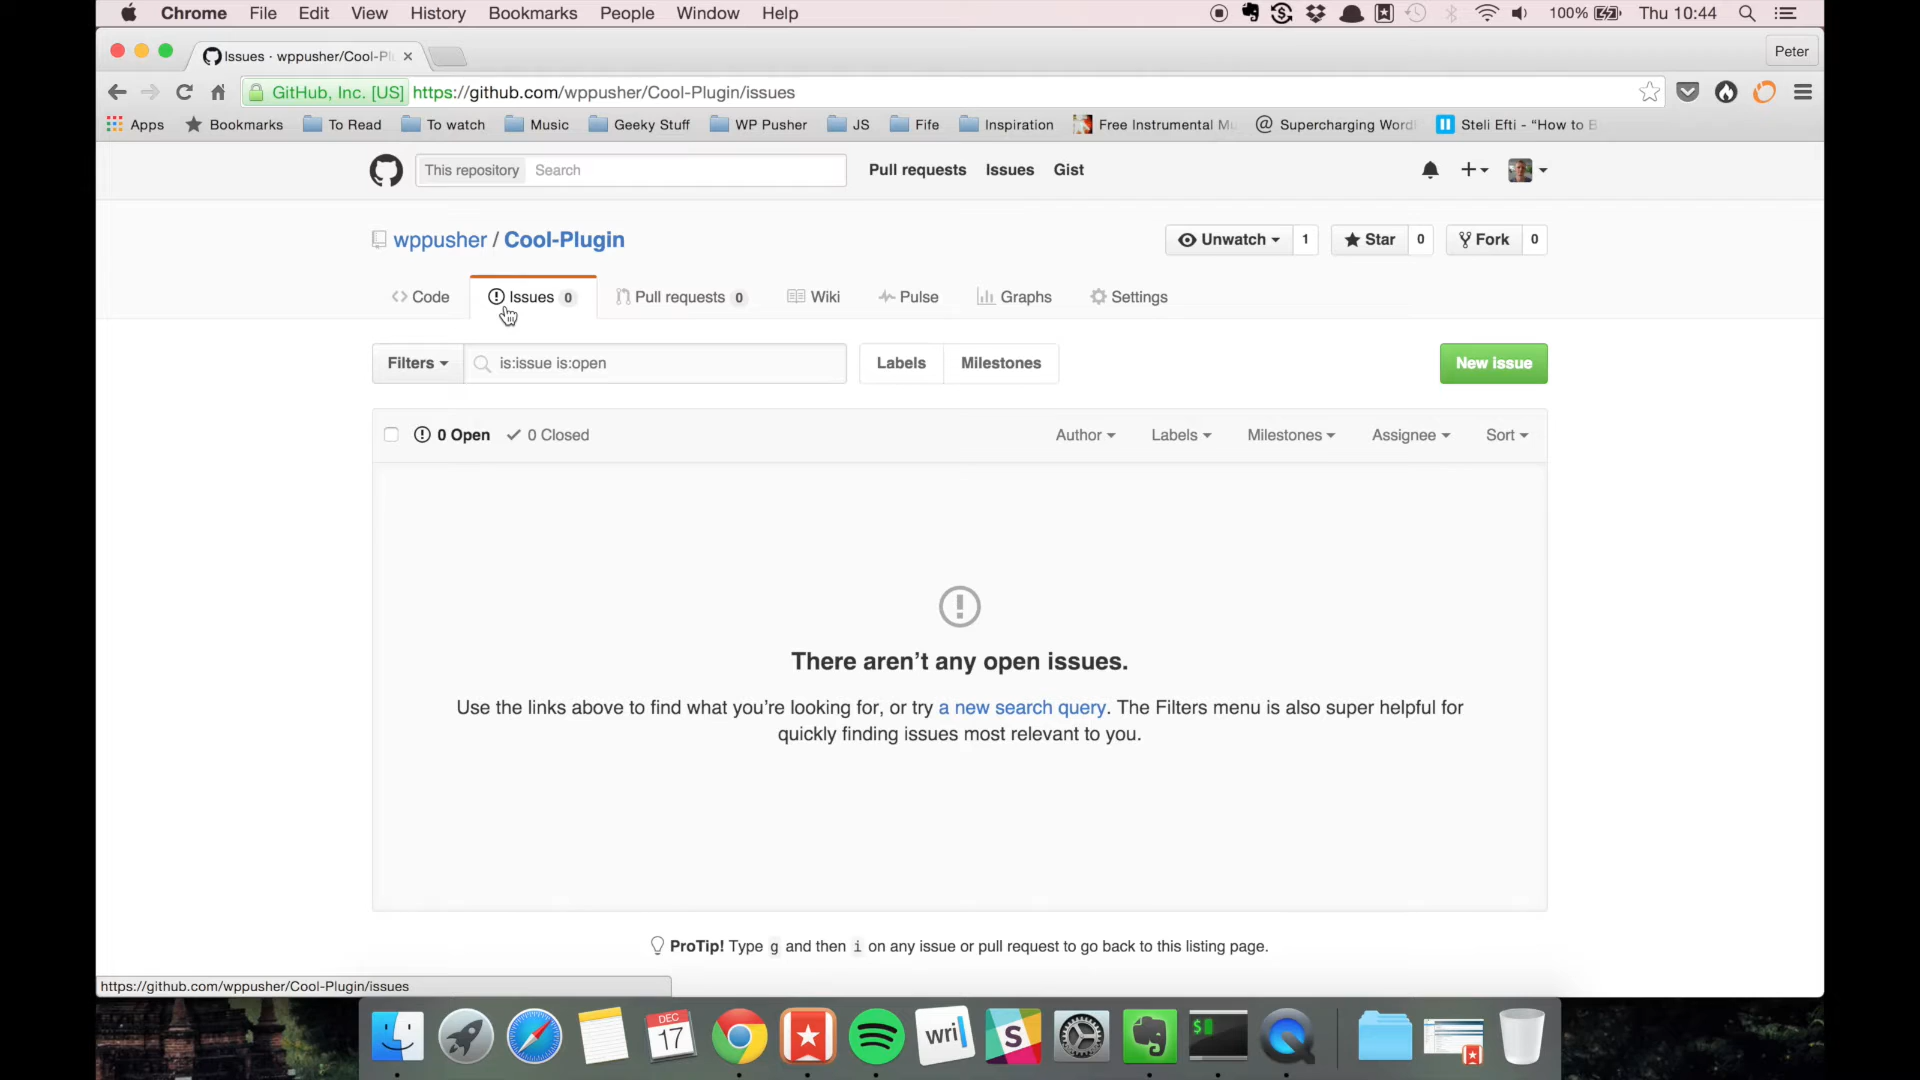 Chrome File Edit View History Bookmarks People Window Help 100% Thu 10:44
Issues · wppusher/Cool-Pl Peter
GitHub, Inc. [US] https://github.com/wppusher/Cool-Plugin/issues
Apps Bookmarks To Read To watch Music Geeky Stuff WP Pusher JS Fife Inspiration Free Instrumental Mu @ Supercharging Word Steli Efti - “How to B
This repository Search Pull requests Issues Gist
wppusher / Cool-Plugin Unwatch 1 Star 0 Fork 0
Code Issues 0 Pull requests 0 Wiki Pulse Graphs Settings
Filters is:issue is:open Labels Milestones New issue
0 Open 0 Closed Author Labels Milestones Assignee Sort
There aren’t any open issues.
Use the links above to find what you’re looking for, or try a new search query. The Filters menu is also super helpful for
quickly finding issues most relevant to you.
ProTip! Type g and then i on any issue or pull request to go back to this listing page.
https://github.com/wppusher/Cool-Plugin/issues
DEC
17
wri
S
$